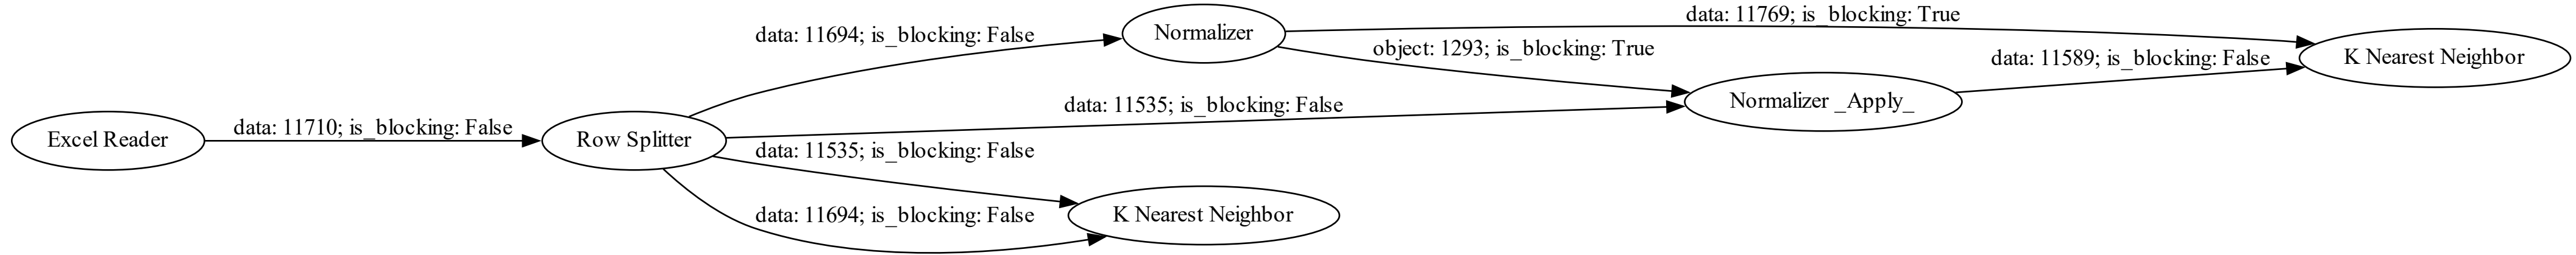 data: 11769; is_blocking: True
data: 11694; is_blocking: False
Normalizer
object: 1293; is_blocking: True
data: 11589; is_blocking: False
K Nearest Neighbor
data: 11535; is_blocking: False
Normalizer _Apply_
Excel Reader
data: 11710; is_blocking: False
Row Splitter
data: 11535; is_blocking: False
data: 11694; is_blocking: False
K Nearest Neighbor